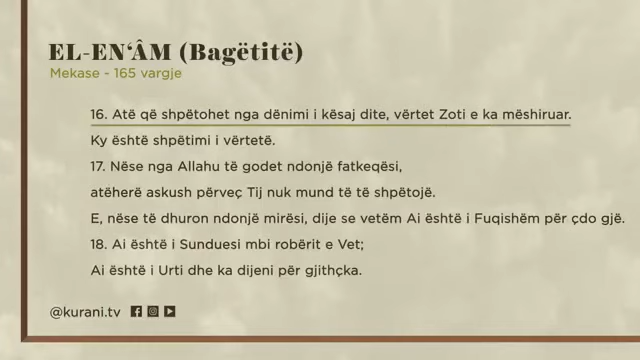 EL-EN‘ÂM (Bagëtitë)
Mekase - 165 vargje
16. Atë që shpëtohet nga dënimi i kësaj dite, vërtet Zoti e ka mëshiruar.
Ky është shpëtimi i vërtetë.
17. Nëse nga Allahu të godet ndonjë fatkeqësi,
atëherë askush përveç Tij nuk mund të të shpëtojë.
E, nëse të dhuron ndonjë mirësi, dije se vetëm Ai është i Fuqishëm për çdo gjë.
18. Ai është i Sunduesi mbi robërit e Vet;
Ai është i Urti dhe ka dijeni për gjithçka.
@kurani.tv